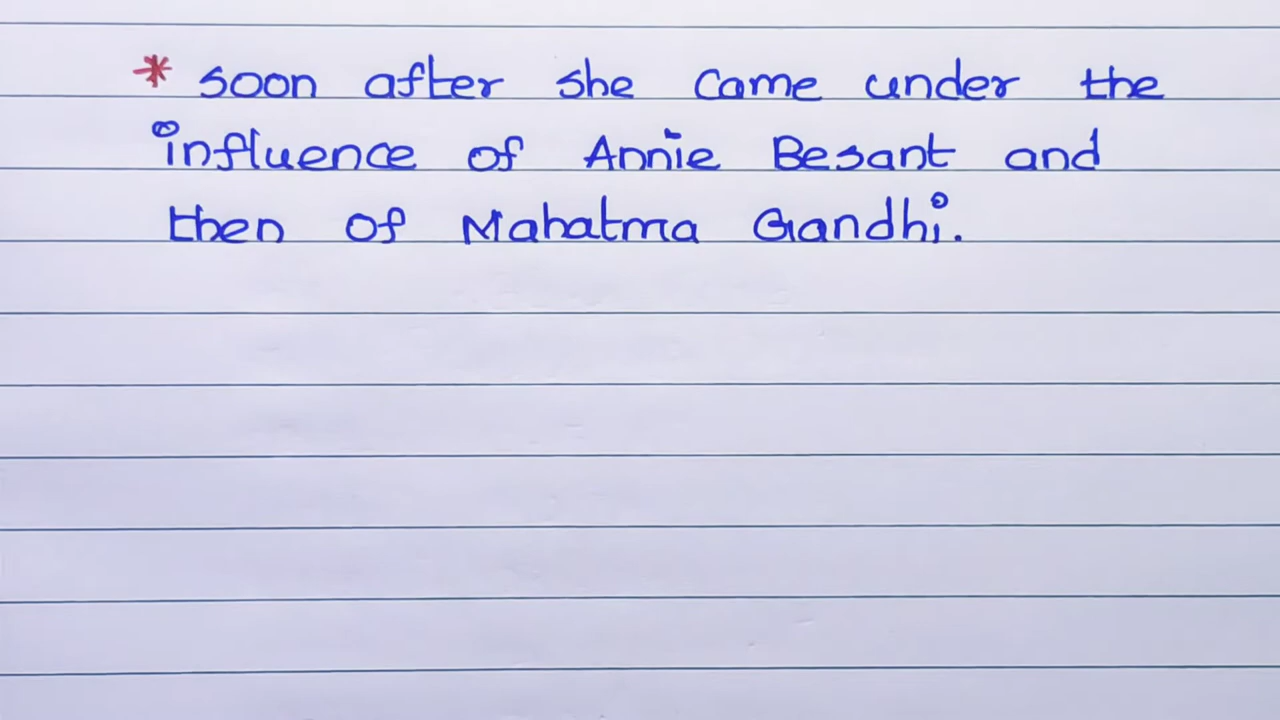 * soon after she came under the
influence of Annie Besant and
then of Mahatma Gandhi.